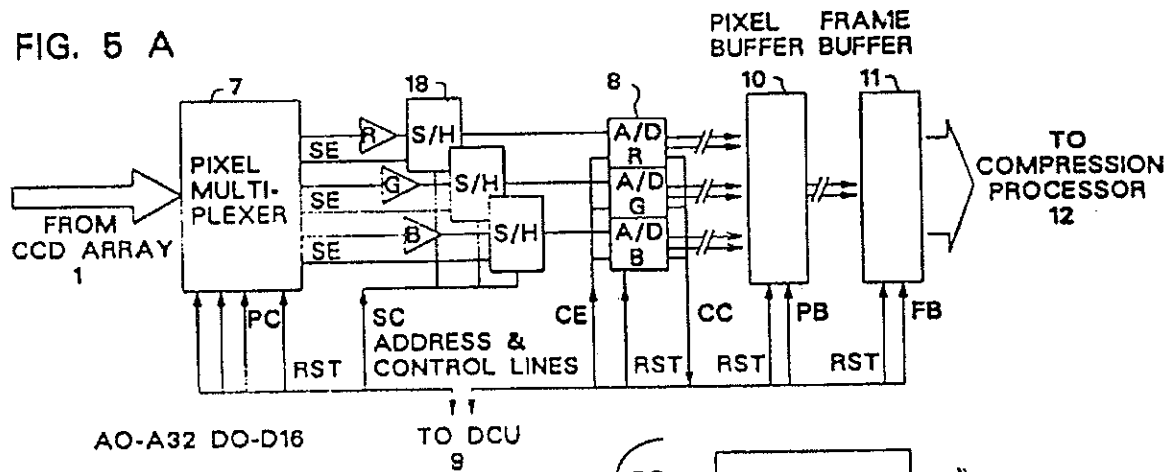 FIG. 5 A
PIXEL BUFFER
FRAME BUFFER
7
18
8
10
11
PIXEL
MULTI-
PLEXER
FROM
CCD ARRAY
1
SE
SE
SE
R
G
B
S/H
S/H
S/H
A/D
R
A/D
G
A/D
B
TO
COMPRESSION
PROCESSOR
12
PC
RST
SC
ADDRESS &
CONTROL LINES
CE
RST
CC
RST
PB
RST
FB
AO-A32 DO-D16
TO DCU
9